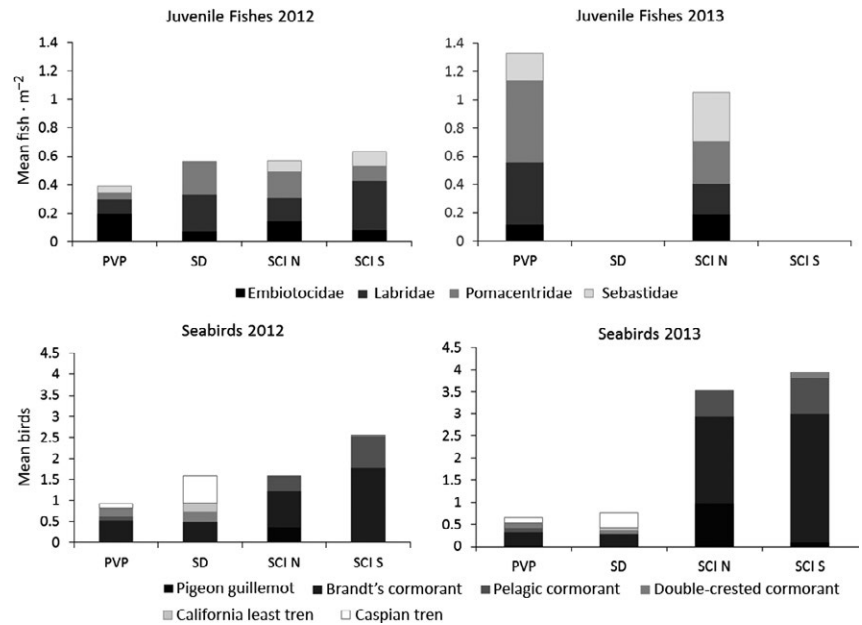 Juvenile Fishes 2012
Mean fish · m⁻²
1.4
1.2
1
0.8
0.6
0.4
0.2
0
PVP SD SCI N SCI S
Juvenile Fishes 2013
1.4
1.2
1
0.8
0.6
0.4
0.2
0
PVP SD SCI N SCI S
Embiotocidae Labridae Pomacentridae Sebastidae
Seabirds 2012
Mean birds
4.5
4
3.5
3
2.5
2
1.5
1
0.5
0
PVP SD SCI N SCI S
Seabirds 2013
4.5
4
3.5
3
2.5
2
1.5
1
0.5
0
PVP SD SCI N SCI S
Pigeon guillemot Brandt's cormorant Pelagic cormorant Double-crested cormorant
California least tren Caspian tren